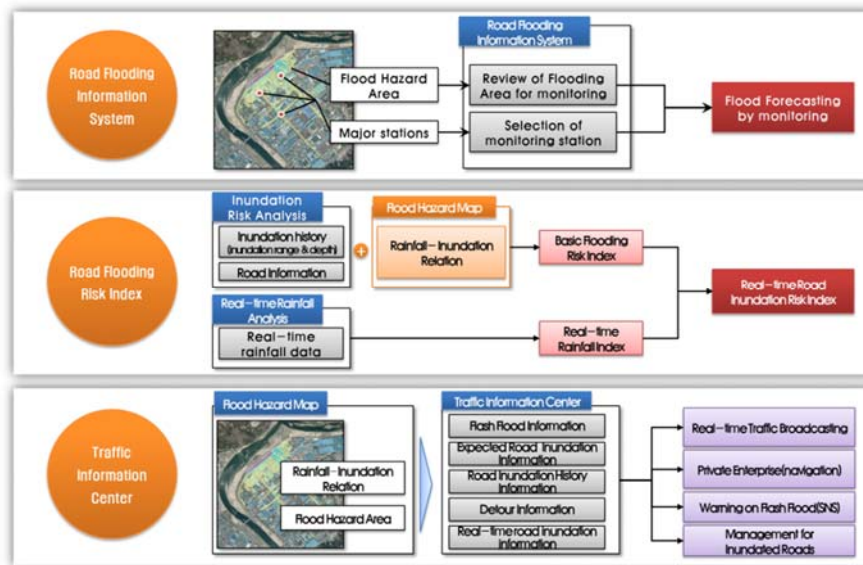 Road Flooding
Information
System
Flood Hazard
Area
Major stations
Road Flooding
Information System
Review of Flooding
Area for monitoring
Selection of
monitoring station
Flood Forecasting
by monitoring
Road Flooding
Risk Index
Inundation
Risk Analysis
Inundation history
(inundation range & depth)
Road Information
Flood Hazard Map
Rainfall-Inundation
Relation
Basic Flooding
Risk Index
Real-time Rainfall
Analysis
Real-time
rainfall data
Real-time
Rainfall Index
Real-time Road
Inundation Risk Index
Traffic
Information
Center
Flood Hazard Map
Rainfall-Inundation
Relation
Flood Hazard Area
Traffic Information Center
Flash Flood Information
Expected Road Inundation
Information
Road Inundation History
Information
Detour Information
Real-time road Inundation
information
Real-time Traffic Broadcasting
Private Enterprise(navigation)
Warning on Flash Flood(SNS)
Management for
Inundated Roads